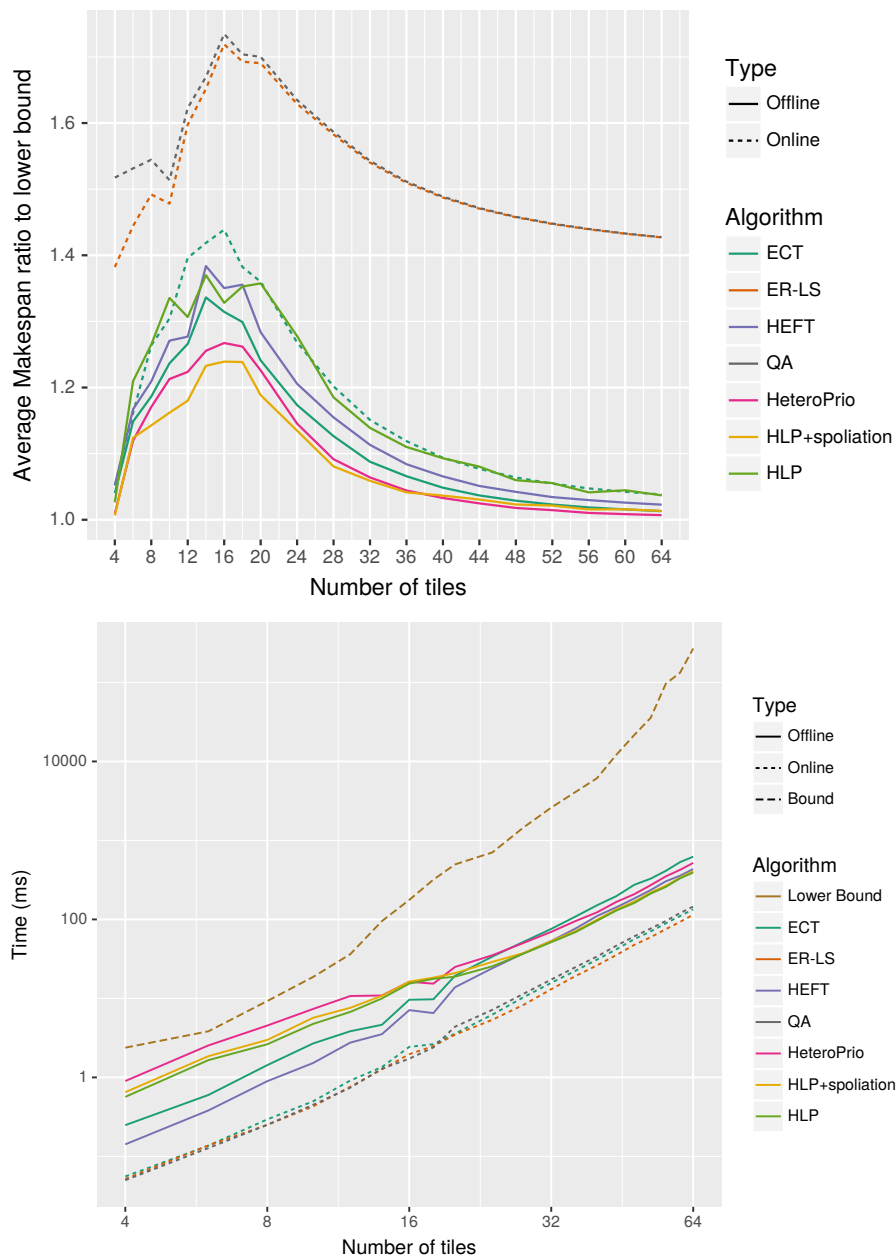 Average Makespan ratio to lower bound
1.6
1.4
1.2
1.0
4 8 12 16 20 24 28 32 36 40 44 48 52 56 60 64
Number of tiles
Type
Offline
Online
Algorithm
ECT
ER-LS
HEFT
QA
HeteroPrio
HLP+spoliation
HLP
Time (ms)
10000
100
1
4 8 16 32 64
Number of tiles
Type
Offline
Online
Bound
Algorithm
Lower Bound
ECT
ER-LS
HEFT
QA
HeteroPrio
HLP+spoliation
HLP